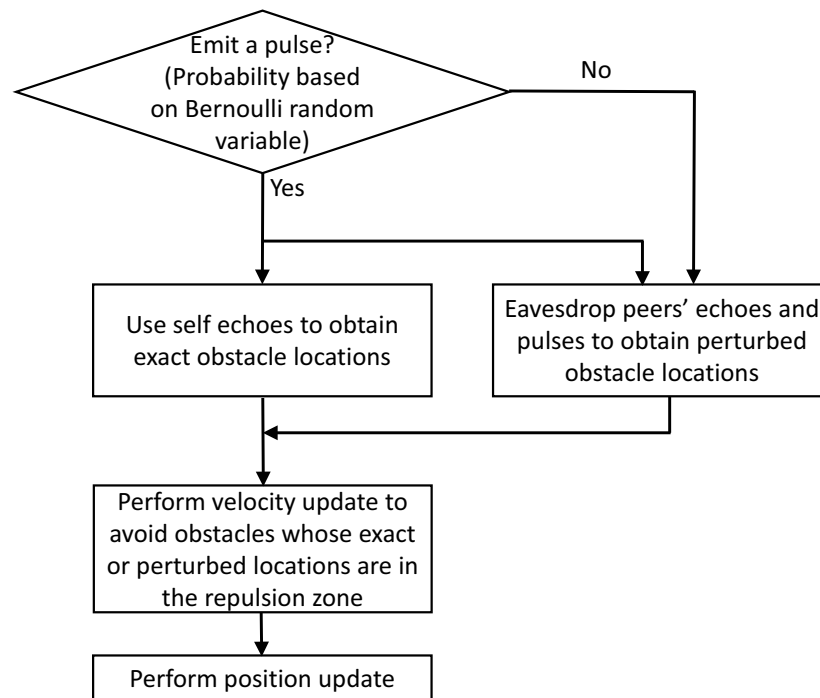 Emit a pulse?
(Probability based
on Bernoulli random
variable)
No
Yes
Use self echoes to obtain
exact obstacle locations
Eavesdrop peers’ echoes and
pulses to obtain perturbed
obstacle locations
Perform velocity update to
avoid obstacles whose exact
or perturbed locations are in
the repulsion zone
Perform position update